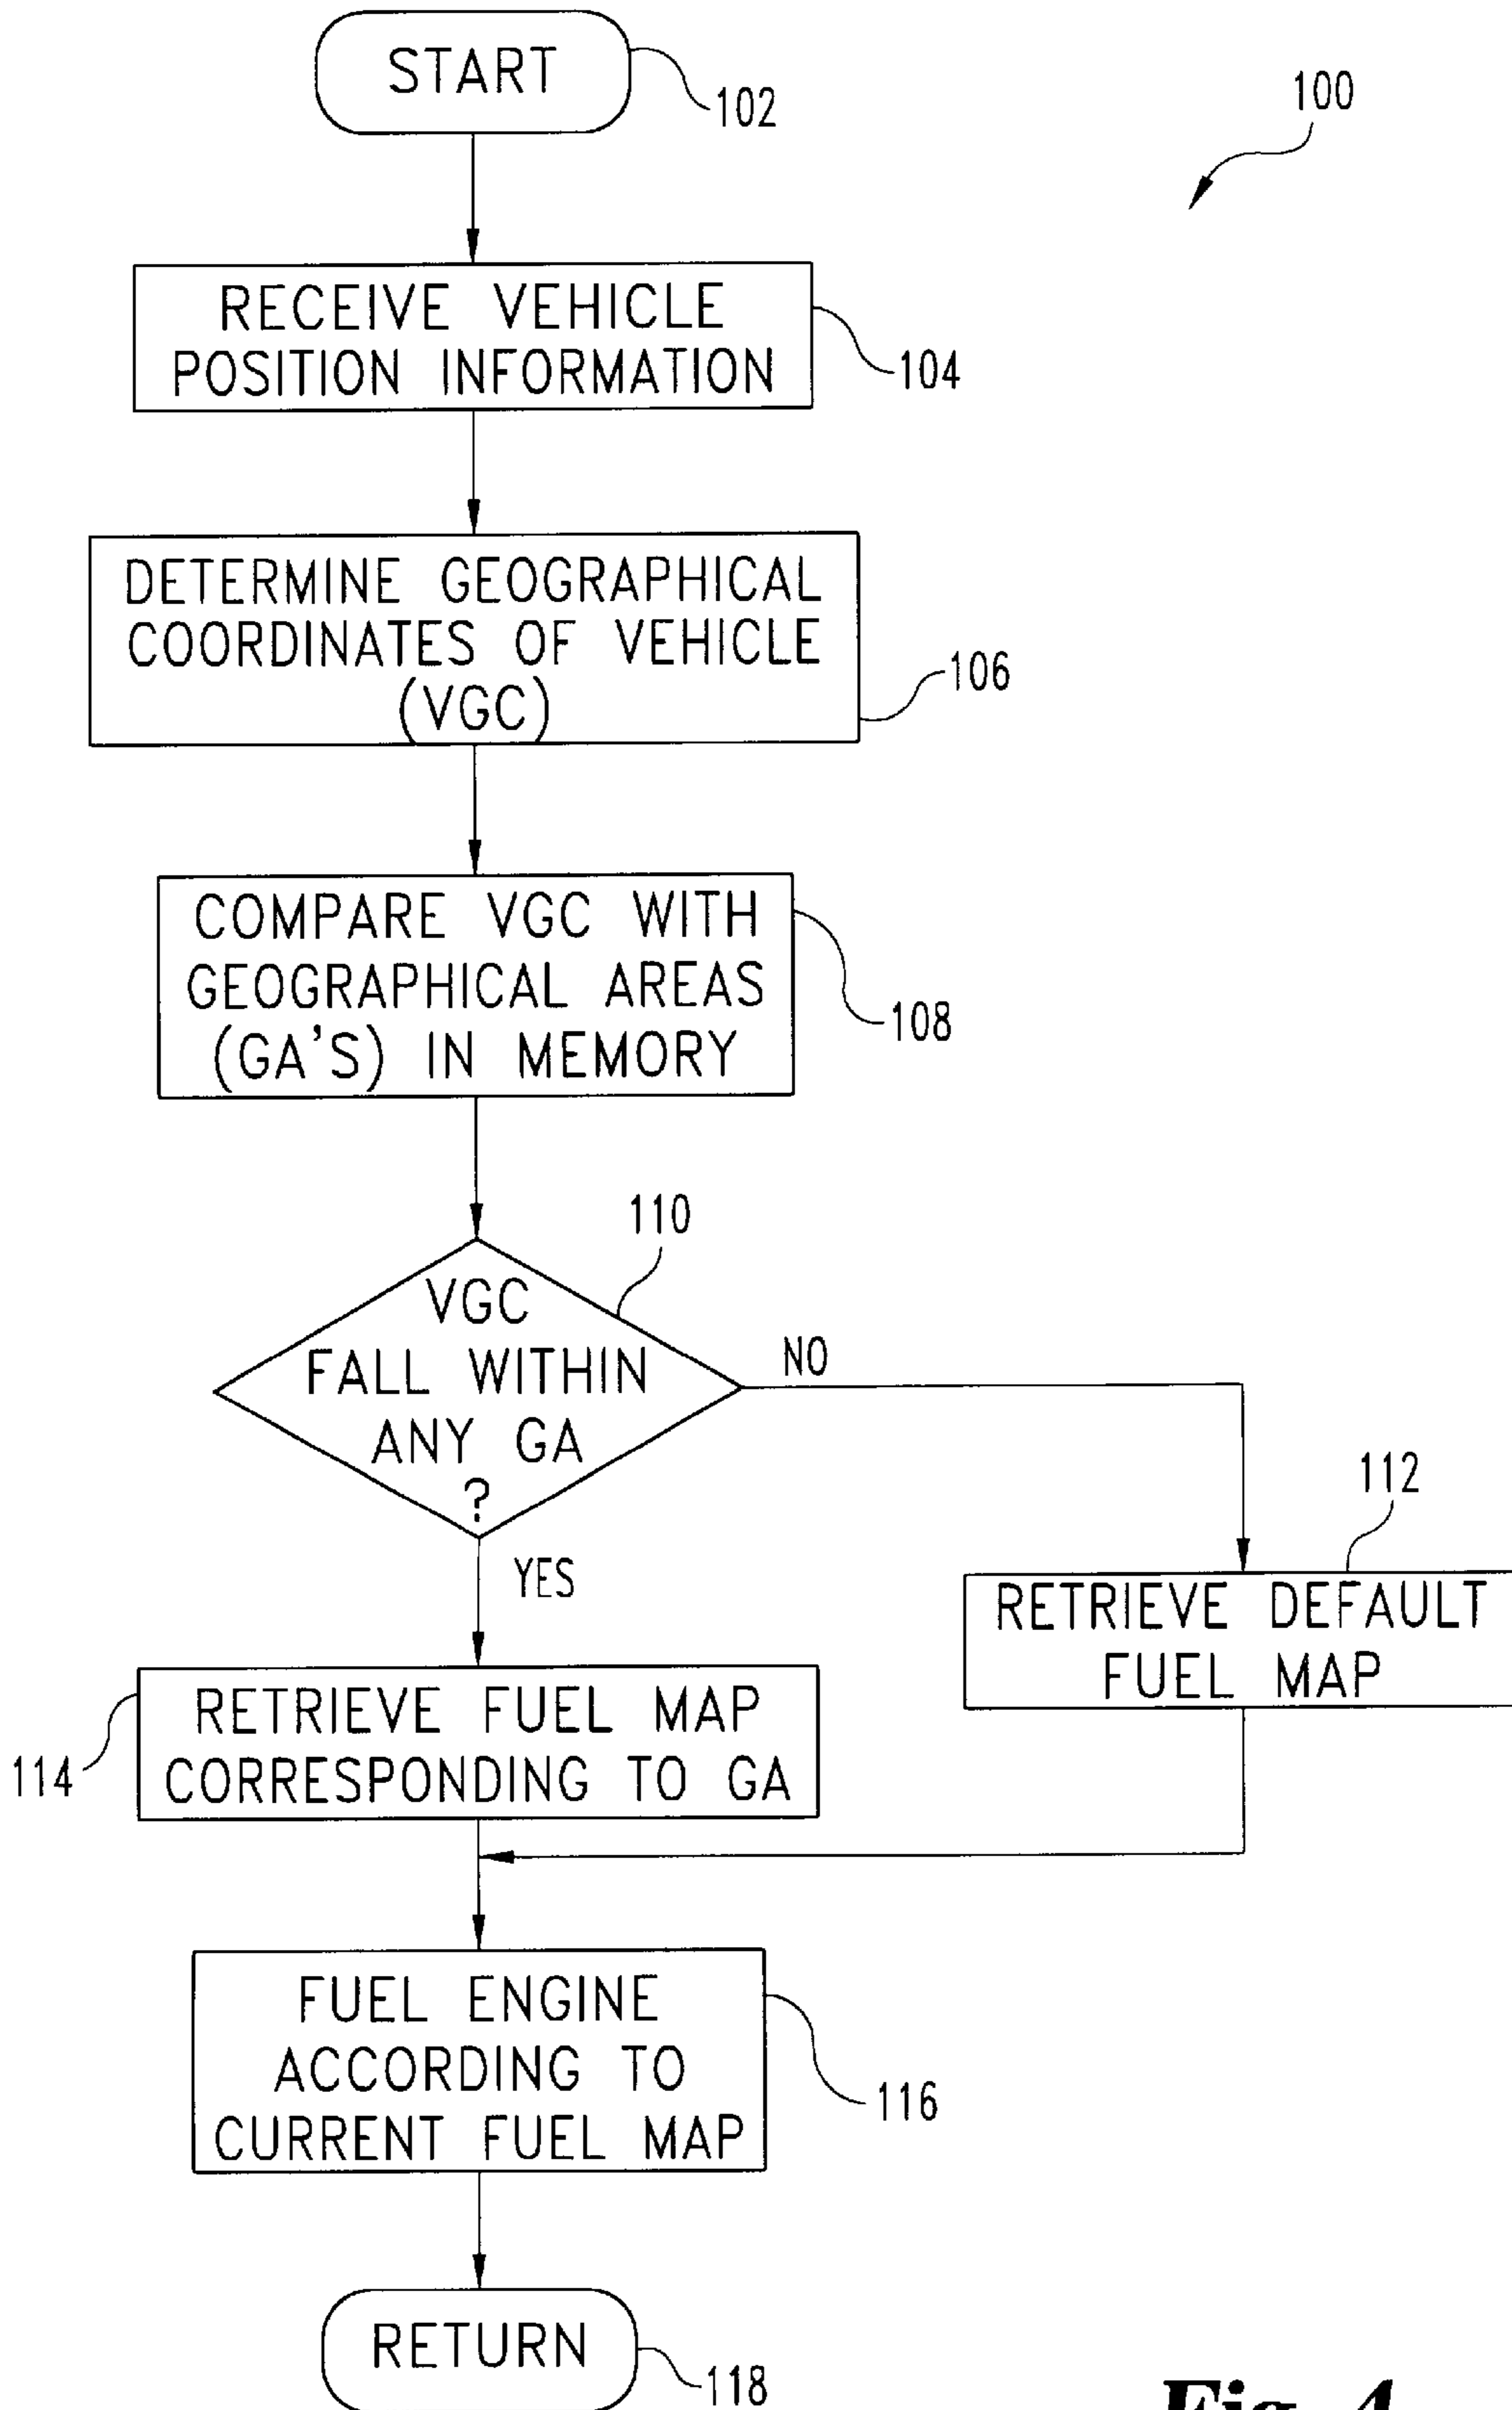 START
102
100
RECEIVE VEHICLE
POSITION INFORMATION
104
DETERMINE GEOGRAPHICAL
COORDINATES OF VEHICLE
(VGC)
106
COMPARE VGC WITH
GEOGRAPHICAL AREAS
(GA'S) IN MEMORY
108
110
VGC
FALL WITHIN
ANY GA
?
NO
YES
112
RETRIEVE DEFAULT
FUEL MAP
RETRIEVE FUEL MAP
CORRESPONDING TO GA
114
FUEL ENGINE
ACCORDING TO
CURRENT FUEL MAP
116
RETURN
118
Fig. 4